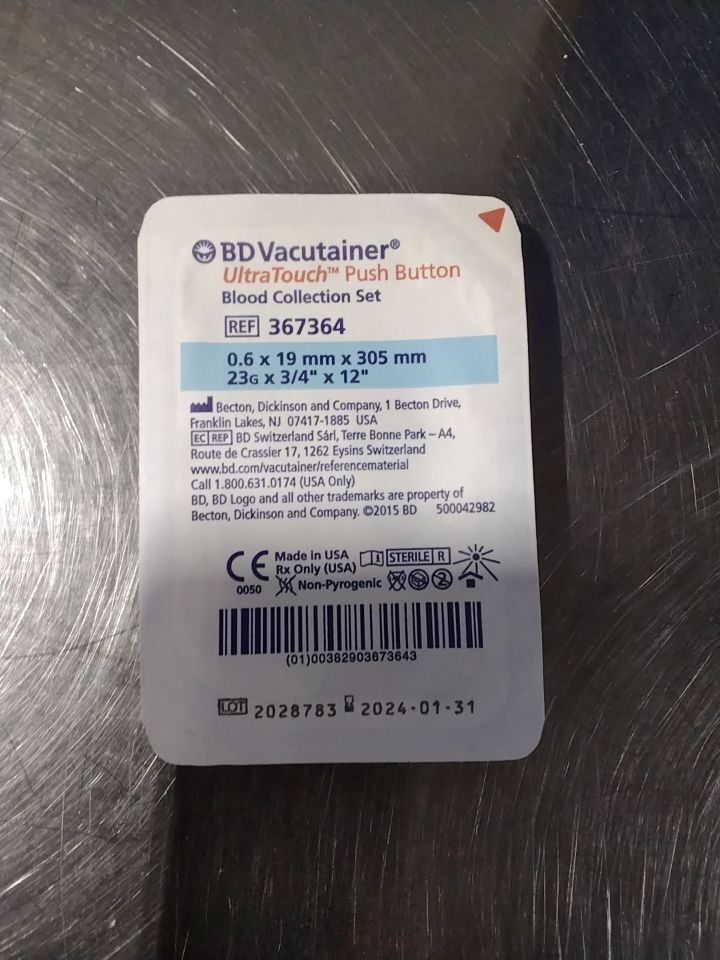 BD Vacutainer®
UltraTouch™ Push Button
Blood Collection Set
REF 367364
0.6 x 19 mm x 305 mm
23G x 3/4" x 12"
Becton, Dickinson and Company, 1 Becton Drive,
Franklin Lakes, NJ 07417-1885 USA
EC REP BD Switzerland Sàrl, Terre Bonne Park – A4,
Route de Crassier 17, 1262 Eysins Switzerland
www.bd.com/vacutainer/referencematerial
Call 1.800.631.0174 (USA Only)
BD, BD Logo and all other trademarks are property of
Becton, Dickinson and Company. ©2015 BD 500042982
CE Made in USA STERILE R
Rx Only (USA)
0050 Non-Pyrogenic 2
(01)00382903673643
LOT 2028783 2024-01-31